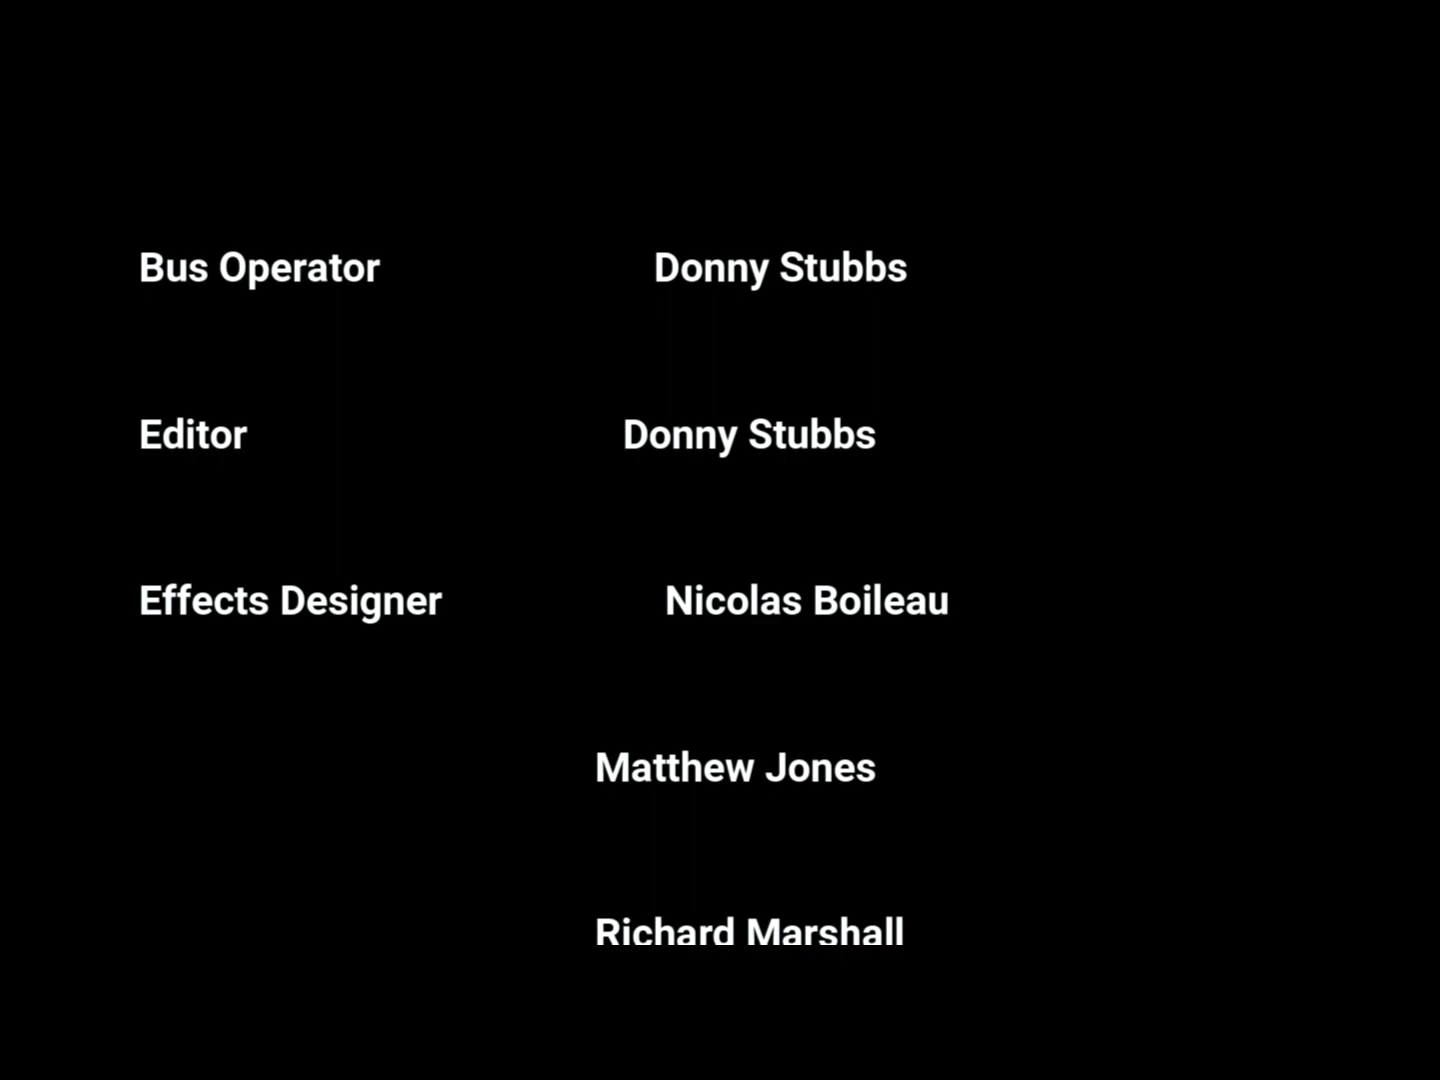 Bus Operator Donny Stubbs
Editor Donny Stubbs
Effects Designer Nicolas Boileau
Matthew Jones
Richard Marshall